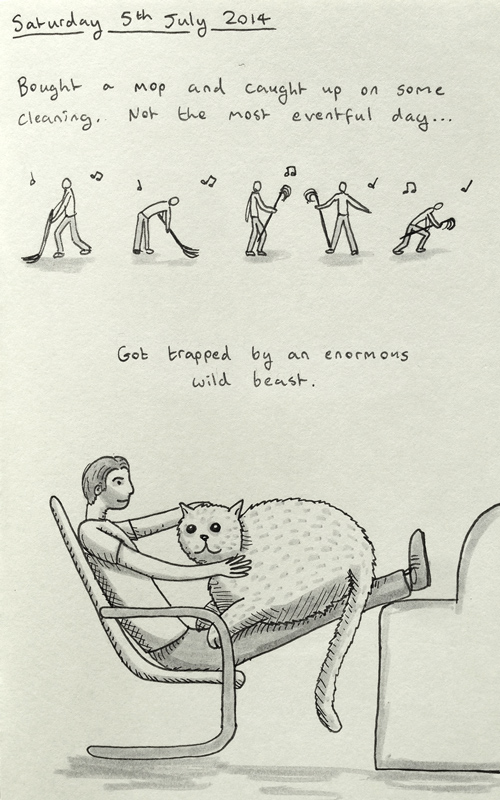 Saturday 5th July 2014
Bought a mop and caught up on some
cleaning. Not the most eventful day...
Got trapped by an enormous
wild beast.